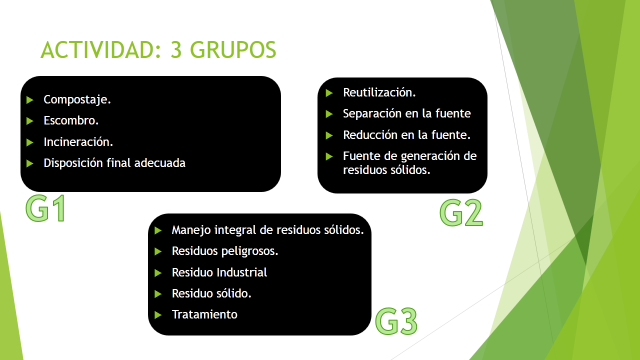 ACTIVIDAD: 3 GRUPOS
Compostaje.
Escombro.
Incineración.
Disposición final adecuada
G1
Reutilización.
Separación en la fuente
Reducción en la fuente.
Fuente de generación de
residuos sólidos.
G2
Manejo integral de residuos sólidos.
Residuos peligrosos.
Residuo Industrial
Residuo sólido.
Tratamiento
G3